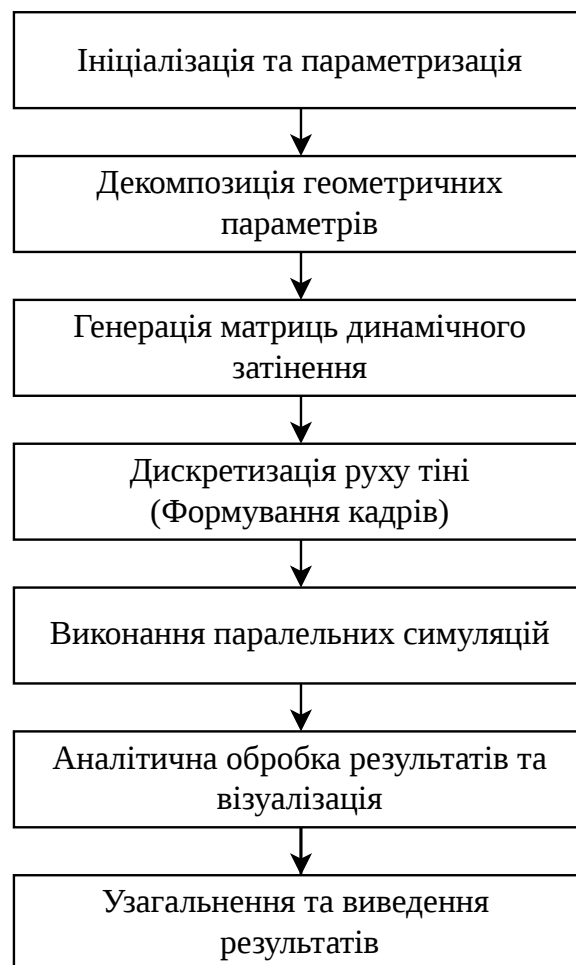 Ініціалізація та параметризація
Декомпозиція геометричних
параметрів
Генерація матриць динамічного
затінення
Дискретизація руху тіні
(Формування кадрів)
Виконання паралельних симуляцій
Аналітична обробка результатів та
візуалізація
Узагальнення та виведення
результатів